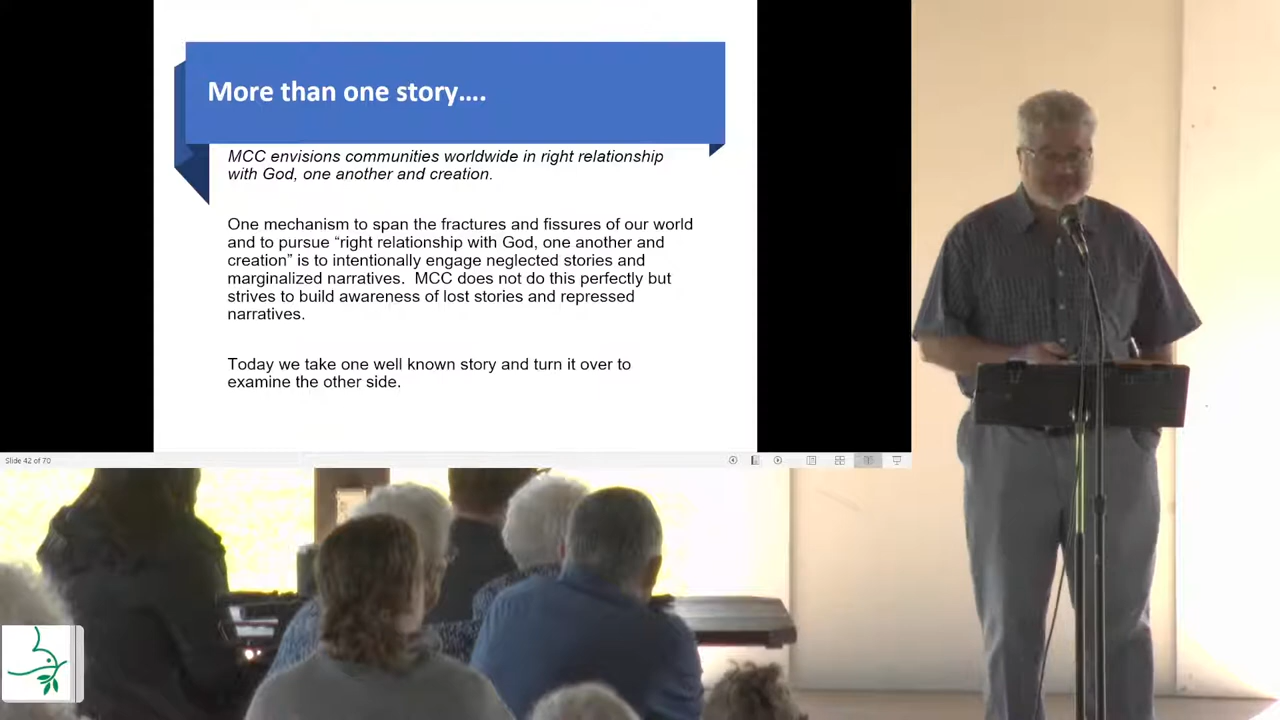 More than one story....
MCC envisions communities worldwide in right relationship
with God, one another and creation.
One mechanism to span the fractures and fissures of our world
and to pursue “right relationship with God, one another and
creation” is to intentionally engage neglected stories and
marginalized narratives.  MCC does not do this perfectly but
strives to build awareness of lost stories and repressed
narratives.
Today we take one well known story and turn it over to
examine the other side.
Slide 42 of 70